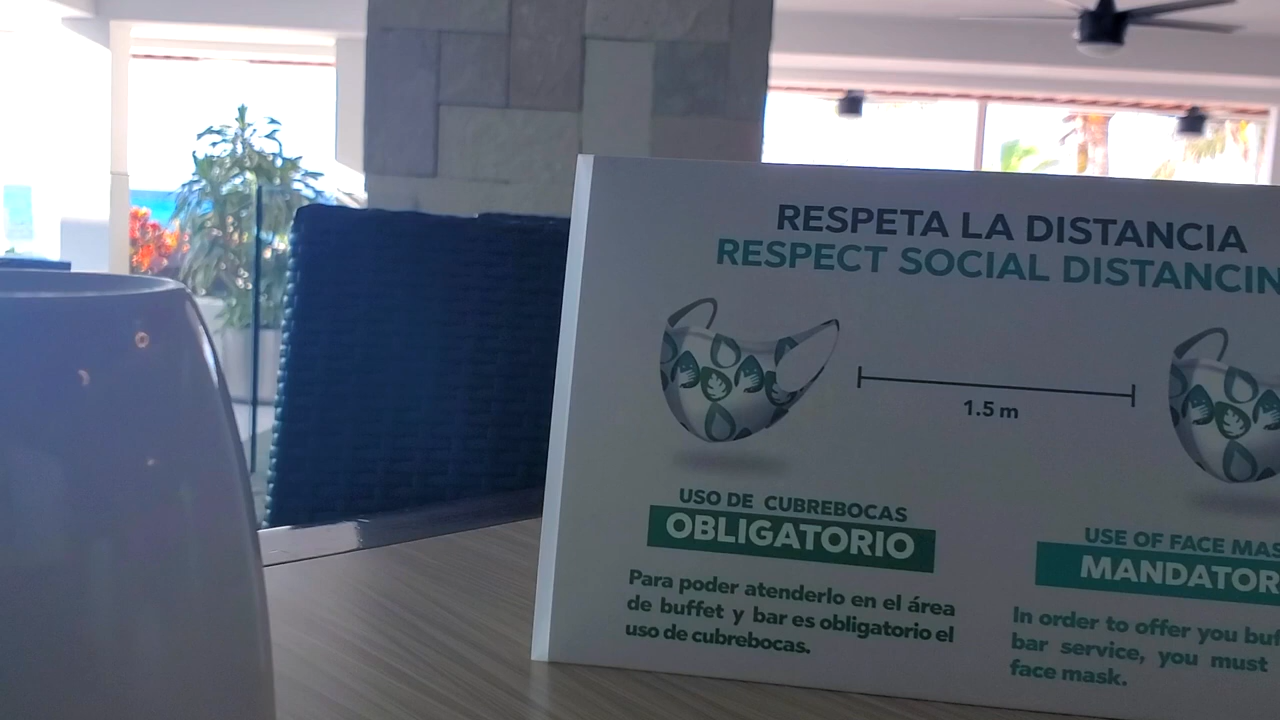 RESPETA LA DISTANCIA
RESPECT SOCIAL DISTANCIN
1.5 m
USO DE CUBREBOCAS
OBLIGATORIO
Para poder atenderlo en el área
de buffet y bar es obligatorio el
uso de cubrebocas.
USE OF FACE MAS
MANDATOR
In order to offer you buf
bar service, you must
face mask.